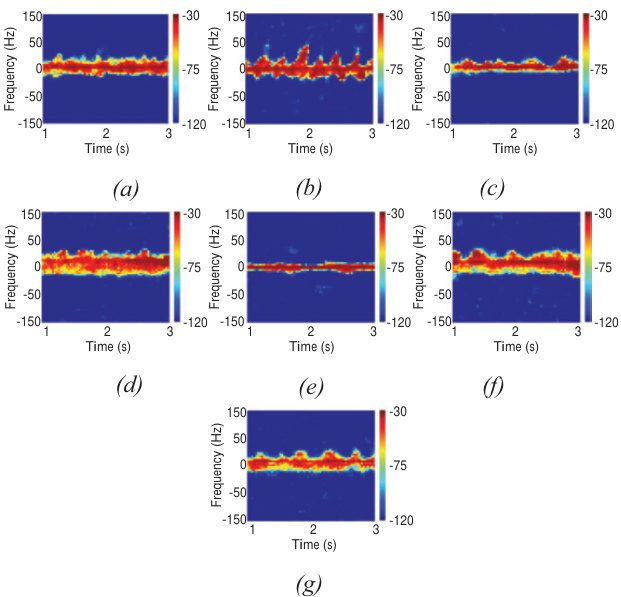 150 -30 150 -30 150 -30
50 50 50
0 -75 0 -75 0 -75
-50 -50 -50
-150 -120 -150 -120 -150 -120
Frequency (Hz) Frequency (Hz) Frequency (Hz)
1 2 3 1 2 3 1 2 3
Time (s) Time (s) Time (s)
(a) (b) (c)
150 -30 150 -30 150 -30
50 50 50
0 -75 0 -75 0 -75
-50 -50 -50
-150 -120 -150 -120 -150 -120
Frequency (Hz) Frequency (Hz) Frequency (Hz)
1 2 3 1 2 3 1 2 3
Time (s) Time (s) Time (s)
(d) (e) (f)
150 -30
50
0 -75
-50
-150 -120
Frequency (Hz)
1 2 3
Time (s)
(g)